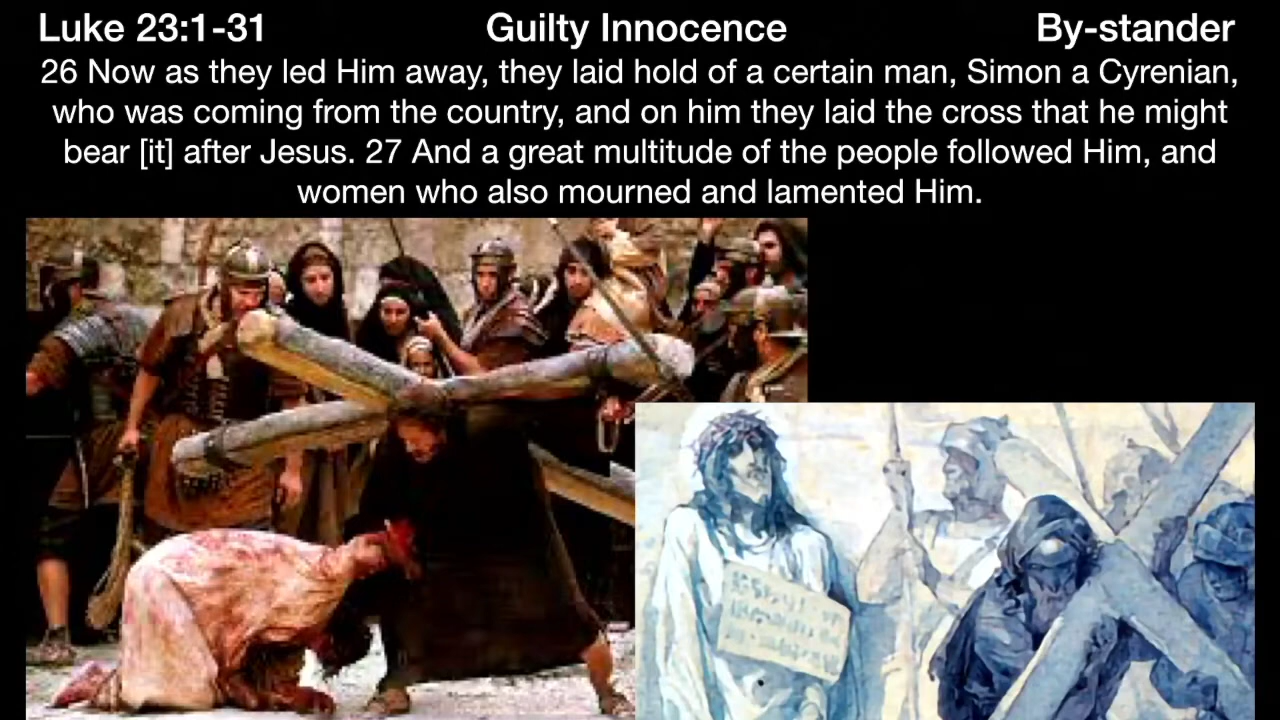 Luke 23:1-31 Guilty Innocence By-stander
26 Now as they led Him away, they laid hold of a certain man, Simon a Cyrenian,
who was coming from the country, and on him they laid the cross that he might
bear [it] after Jesus. 27 And a great multitude of the people followed Him, and
women who also mourned and lamented Him.